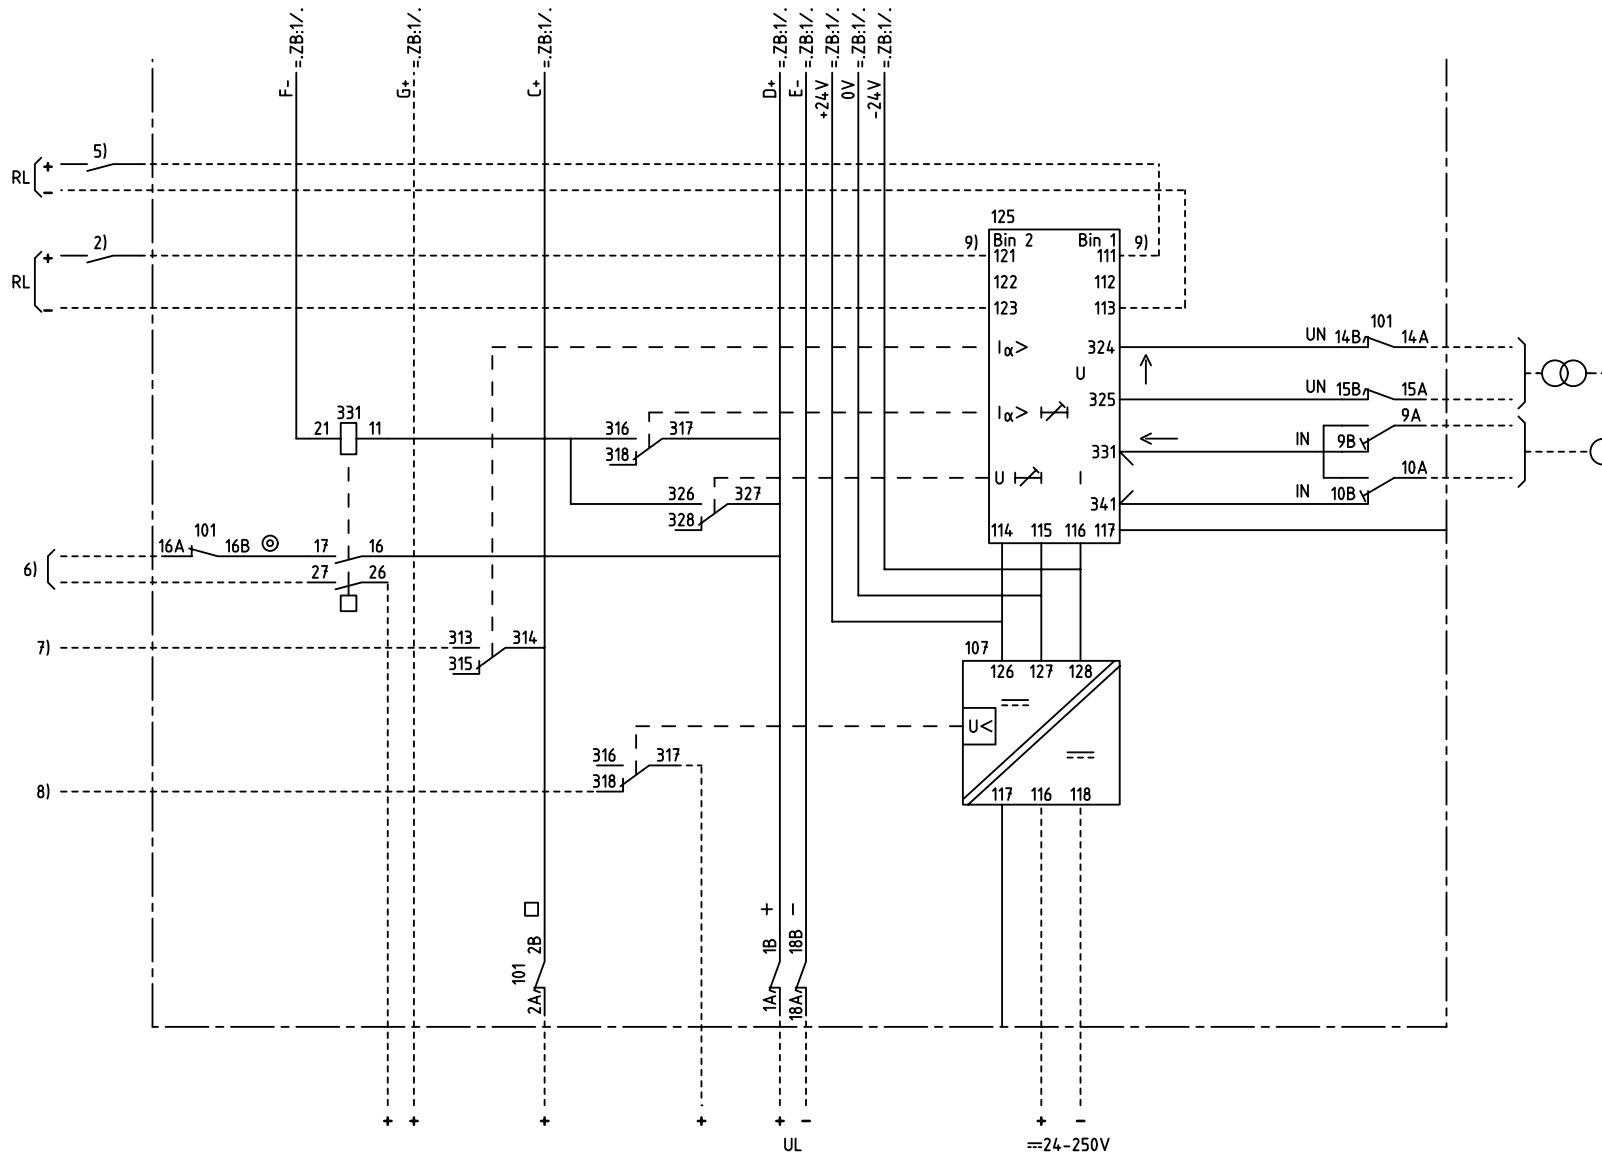 =.ZB:1/.
=.ZB:1/.
=.ZB:1/.
=.ZB:1/.
=.ZB:1/.
=.ZB:1/.
=.ZB:1/.
=.ZB:1/.
F-
G+
C+
D+
E-
+24V
0V
-24V
5)
RL
+
-
2)
RL
+
-
125
9) Bin 2 Bin 1 9)
121 111
122 112
123 113
Iα> 324
U
325
Iα>
331
U I
341
114 115 116 117
UN 14B 101 14A
UN 15B 15A
9A
IN 9B
10A
IN 10B
331
21 11
316 317
318
326 327
328
101
16A 16B 17 16
6)
27 26
7) 313 314
315
107
126 127 128
U<
316 317
8) 318
117 116 118
+ -
2B 1B 18B
101
2A 1A 18A
+ + + + + - + -
UL
24-250V